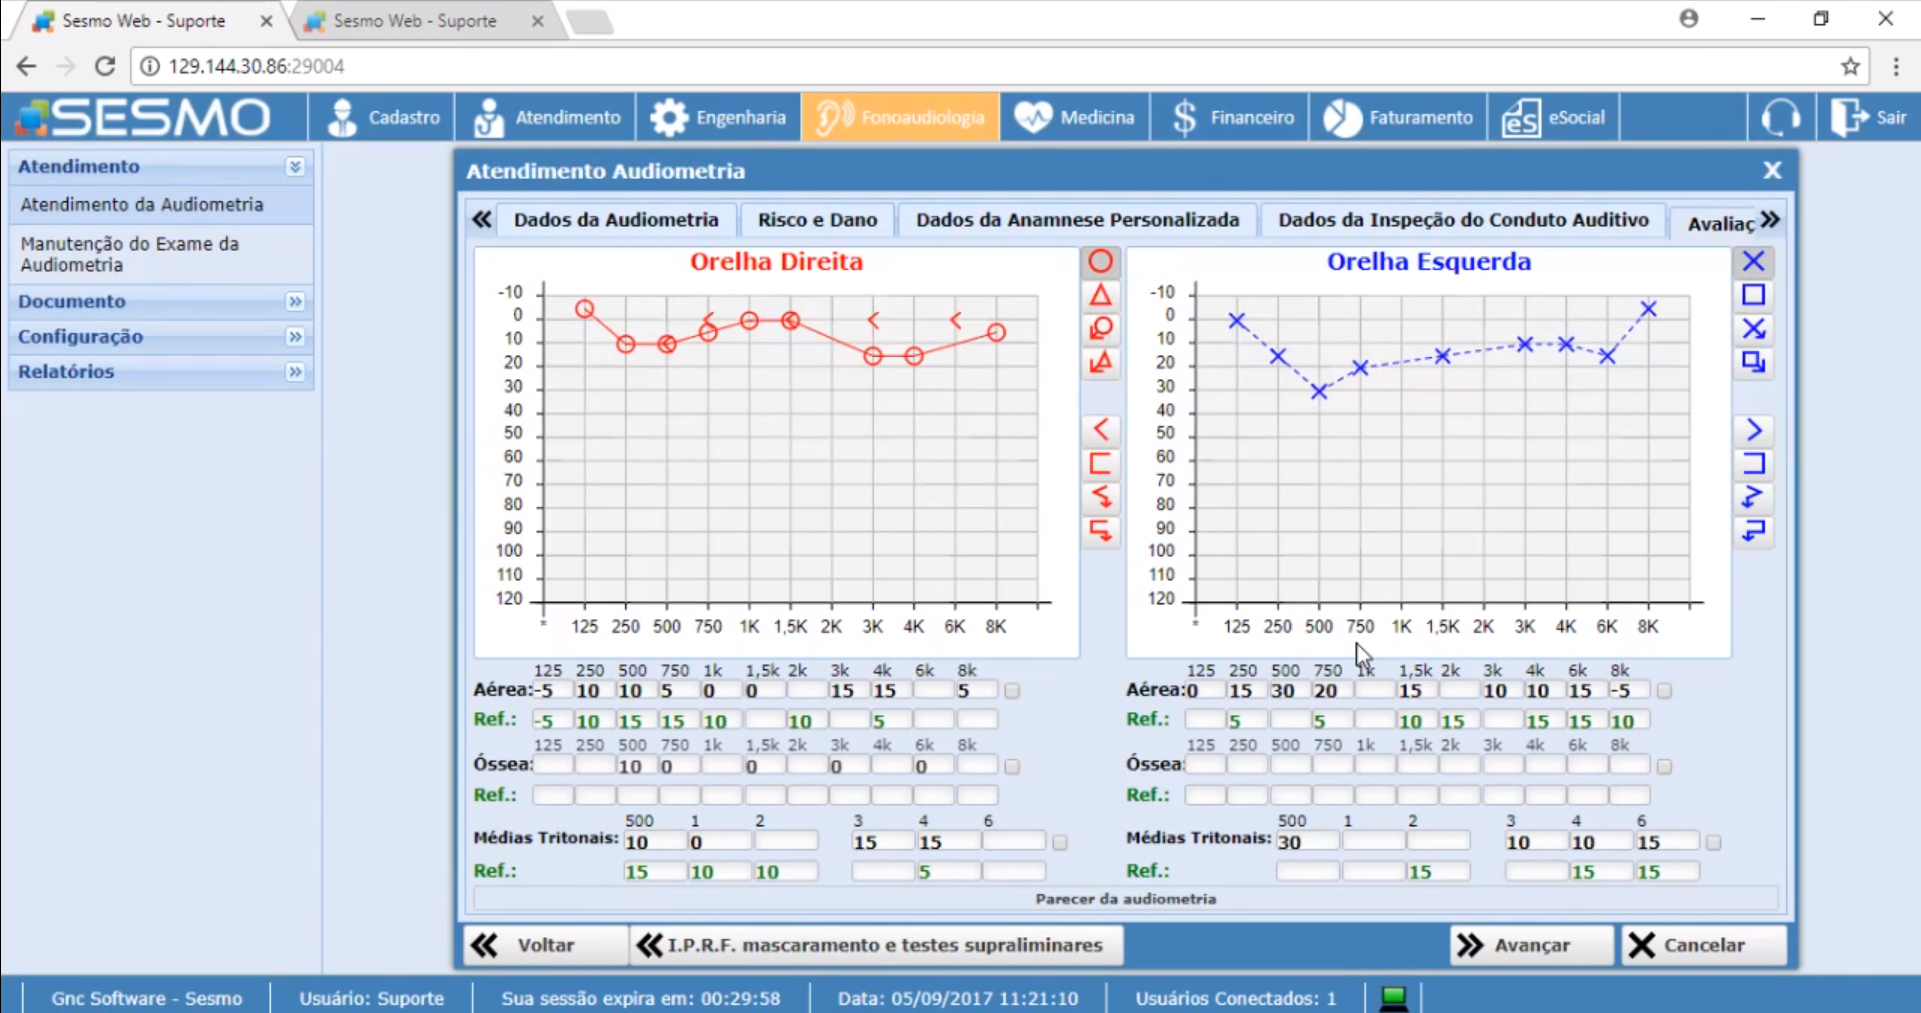 Sesmo Web - Suporte
Sesmo Web - Suporte
129.144.30.86:29004
SESMO
Cadastro
Atendimento
Engenharia
Fonoaudiologia
Medicina
Financeiro
Faturamento
eSocial
Sair
Atendimento
Atendimento da Audiometria
Manutenção do Exame da
Audiometria
Documento
Configuração
Relatórios
Atendimento Audiometria X
Dados da Audiometria
Risco e Dano
Dados da Anamnese Personalizada
Dados da Inspeção do Conduto Auditivo
Avaliaç
Orelha Direita
-10
0
10
20
30
40
50
60
70
80
90
100
110
120
* 125 250 500 750 1K 1,5K 2K 3K 4K 6K 8K
125 250 500 750 1k 1,5k 2k 3k 4k 6k 8k
Aérea: -5 10 10 5 0 0 15 15 5
Ref.: -5 10 15 15 10 10 5
125 250 500 750 1k 1,5k 2k 3k 4k 6k 8k
Óssea: 10 0 0 0 0
Ref.:
500 1 2 3 4 6
Médias Tritonais: 10 0 15 15
Ref.: 15 10 10 5
Orelha Esquerda
-10
0
10
20
30
40
50
60
70
80
90
100
110
120
* 125 250 500 750 1K 1,5K 2K 3K 4K 6K 8K
125 250 500 750 1k 1,5k 2k 3k 4k 6k 8k
Aérea: 0 15 30 20 15 10 10 15 -5
Ref.: 5 5 10 15 15 15 10
125 250 500 750 1k 1,5k 2k 3k 4k 6k 8k
Óssea:
Ref.:
500 1 2 3 4 6
Médias Tritonais: 30 10 10 15
Ref.: 15 15 15
Parecer da audiometria
Voltar
I.P.R.F. mascaramento e testes supraliminares
Avançar
Cancelar
Gnc Software - Sesmo
Usuário: Suporte
Sua sessão expira em: 00:29:58
Data: 05/09/2017 11:21:10
Usuários Conectados: 1